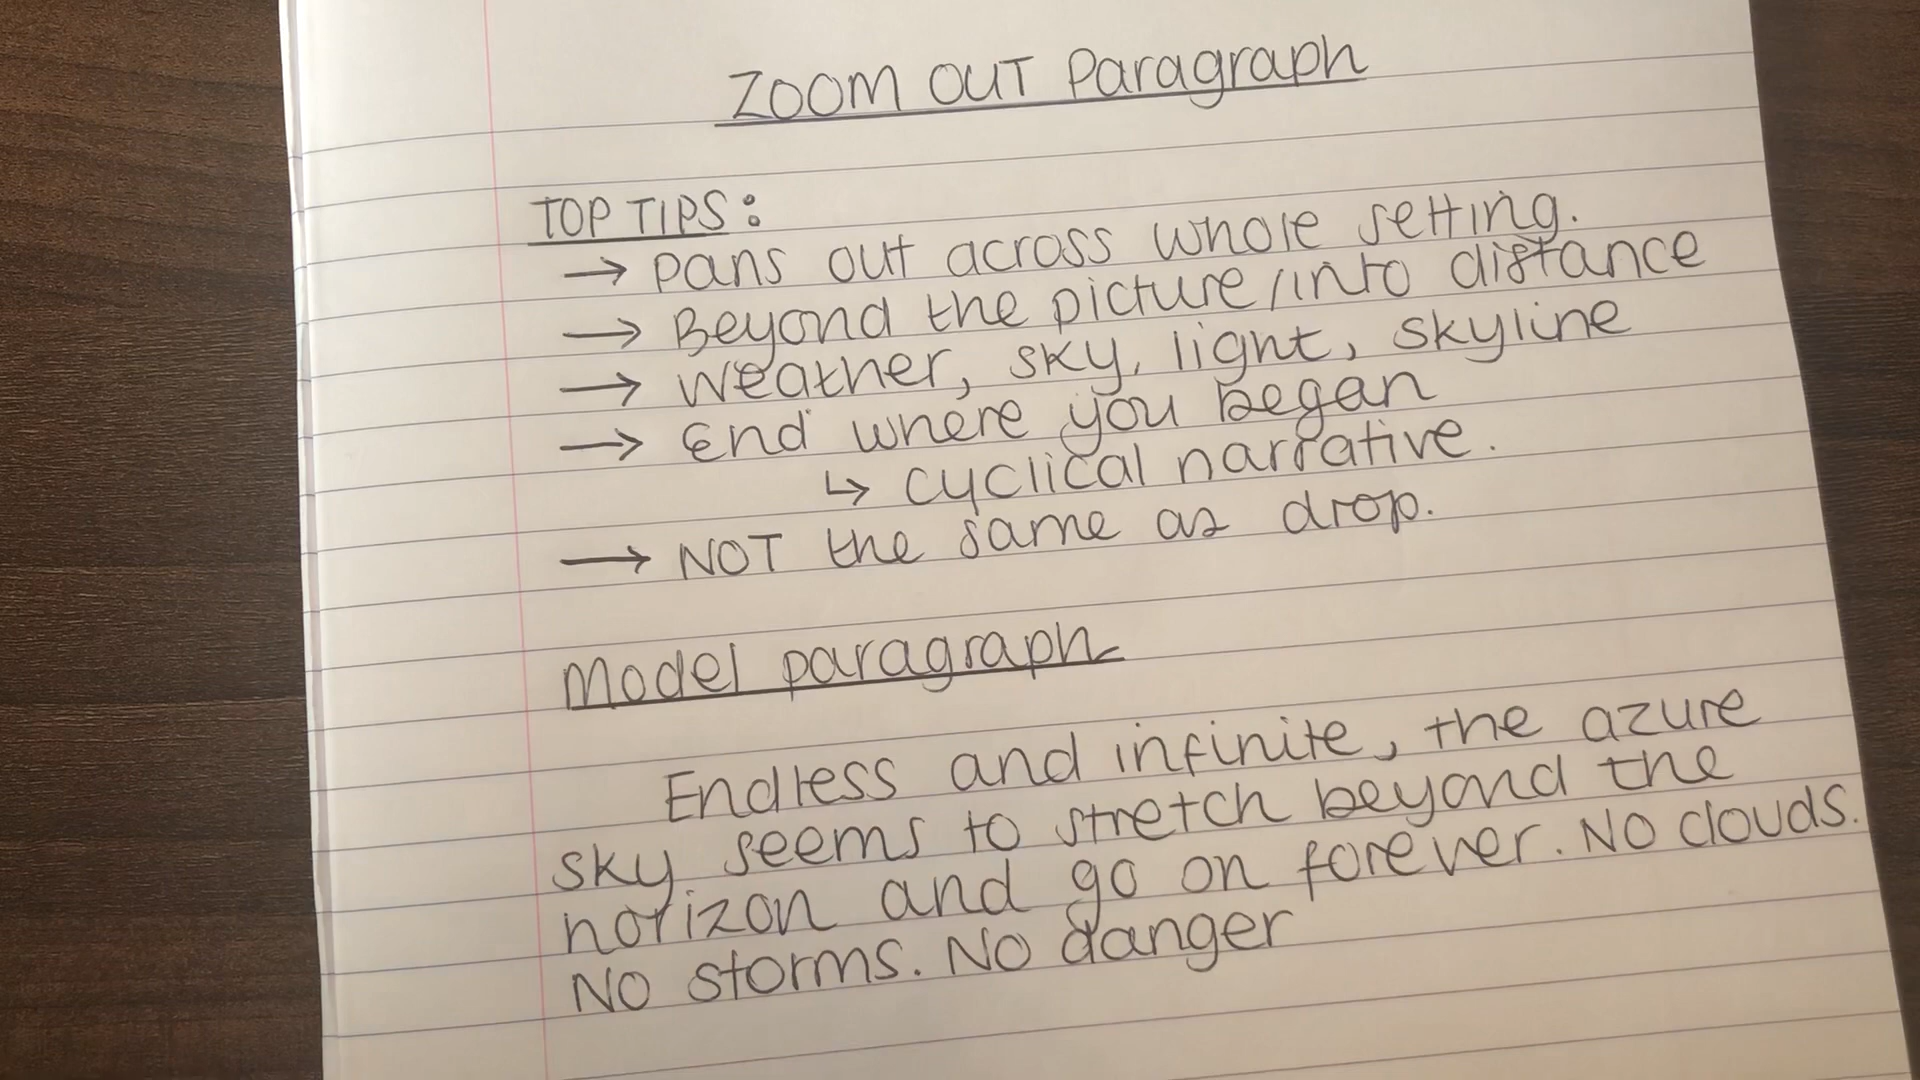 ZOOM OUT Paragraph
TOP TIPS:
→ pans out across whole setting.
→ Beyond the picture/into distance
→ Weather, sky, light, skyline
→ End where you began
↳ cyclical narrative.
→ NOT the same as drop.
Model paragraph
Endless and infinite, the azure
sky seems to stretch beyond the
horizon and go on forever. No clouds.
No storms. No danger